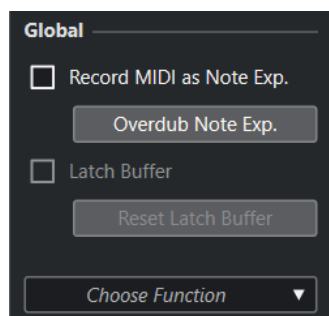 Global
Record MIDI as Note Exp.
Overdub Note Exp.
Latch Buffer
Reset Latch Buffer
Choose Function